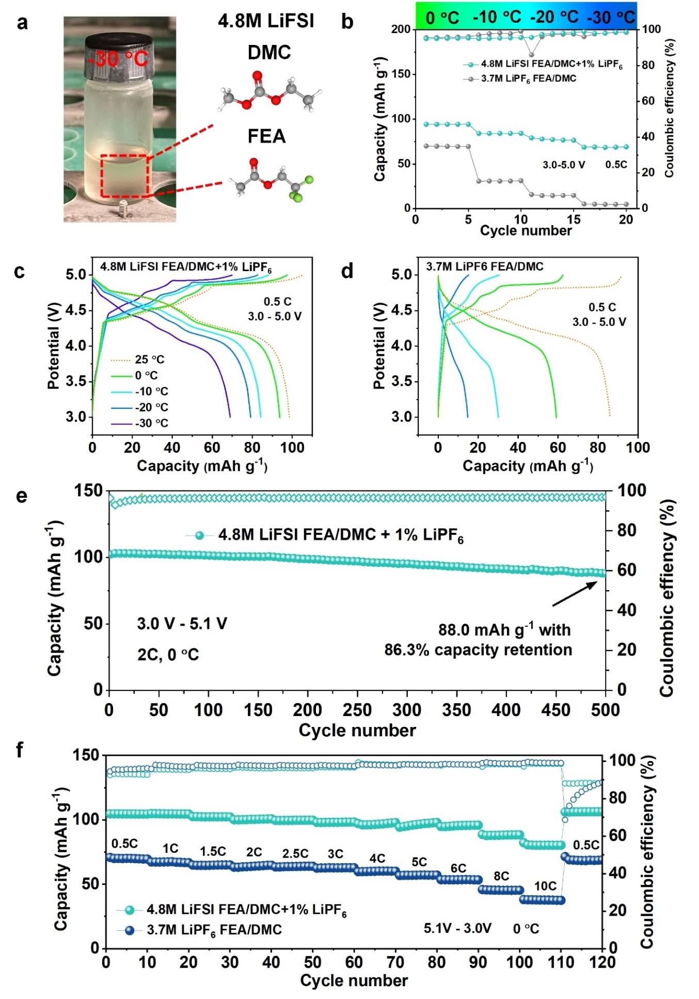 a
-30 °C
4.8M LiFSI
DMC
FEA
b
0 °C -10 °C -20 °C -30 °C
200
150
100
50
0
100
80
60
40
20
0
4.8M LiFSI FEA/DMC+1% LiPF6
3.7M LiPF6 FEA/DMC
3.0-5.0 V 0.5C
0 5 10 15 20
Cycle number
Capacity (mAh g-1)
Coulombic efficiency (%)
c
4.8M LiFSI FEA/DMC+1% LiPF6
0.5 C
3.0 - 5.0 V
25 °C
0 °C
-10 °C
-20 °C
-30 °C
5.0
4.5
4.0
3.5
3.0
0 20 40 60 80 100
Capacity (mAh g-1)
Potential (V)
d
3.7M LiPF6 FEA/DMC
0.5 C
3.0 - 5.0 V
5.0
4.5
4.0
3.5
3.0
0 20 40 60 80 100
Capacity (mAh g-1)
Potential (V)
e
150
100
50
0
100
80
60
40
20
0
4.8M LiFSI FEA/DMC + 1% LiPF6
3.0 V - 5.1 V
2C, 0 °C
88.0 mAh g-1 with
86.3% capacity retention
0 50 100 150 200 250 300 350 400 450 500
Cycle number
Capacity (mAh g-1)
Coulombic effiency (%)
f
150
100
50
0
100
80
60
40
20
0
0.5C 1C 1.5C 2C 2.5C 3C 4C 5C 6C 8C 10C 0.5C
4.8M LiFSI FEA/DMC+1% LiPF6
3.7M LiPF6 FEA/DMC
5.1V - 3.0V 0 °C
0 10 20 30 40 50 60 70 80 90 100 110 120
Cycle number
Capacity (mAh g-1)
Coulombic efficiency (%)